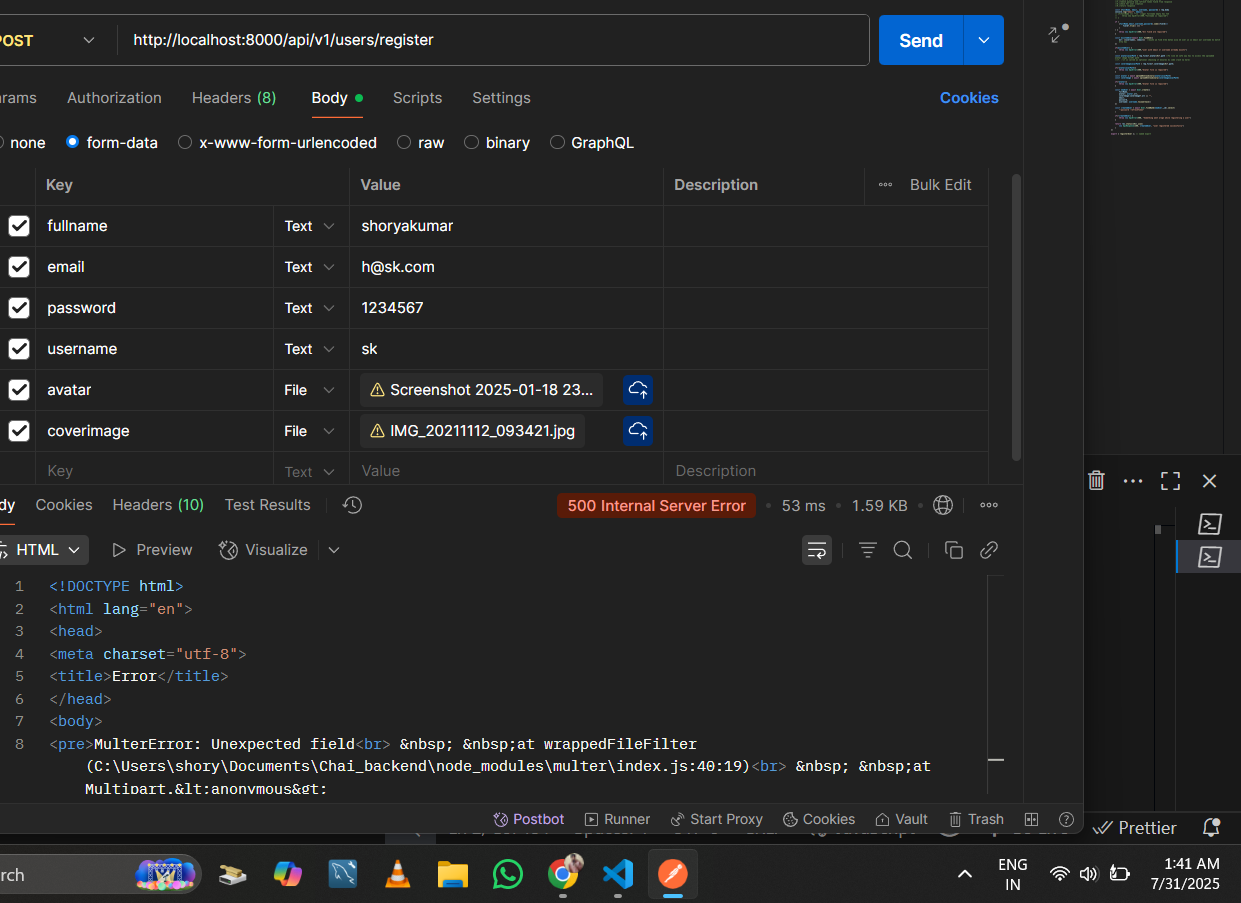 POST http://localhost:8000/api/v1/users/register Send
rams Authorization Headers (8) Body Scripts Settings Cookies
none form-data x-www-form-urlencoded raw binary GraphQL
Key Value Description Bulk Edit
fullname Text shoryakumar
email Text h@sk.com
password Text 1234567
username Text sk
avatar File Screenshot 2025-01-18 23...
coverimage File IMG_20211112_093421.jpg
Key Text Value Description
dy Cookies Headers (10) Test Results 500 Internal Server Error 53 ms 1.59 KB
HTML Preview Visualize
1 <!DOCTYPE html>
2 <html lang="en">
3 <head>
4 <meta charset="utf-8">
5 <title>Error</title>
6 </head>
7 <body>
8 <pre>MulterError: Unexpected field<br> &nbsp; &nbsp;at wrappedFileFilter
(C:\Users\shory\Documents\Chai_backend\node_modules\multer\index.js:40:19)<br> &nbsp; &nbsp;at
Multipart.&lt;anonymous&gt;
Postbot Runner Start Proxy Cookies Vault Trash
Prettier
rch
ENG
IN
1:41 AM
7/31/2025